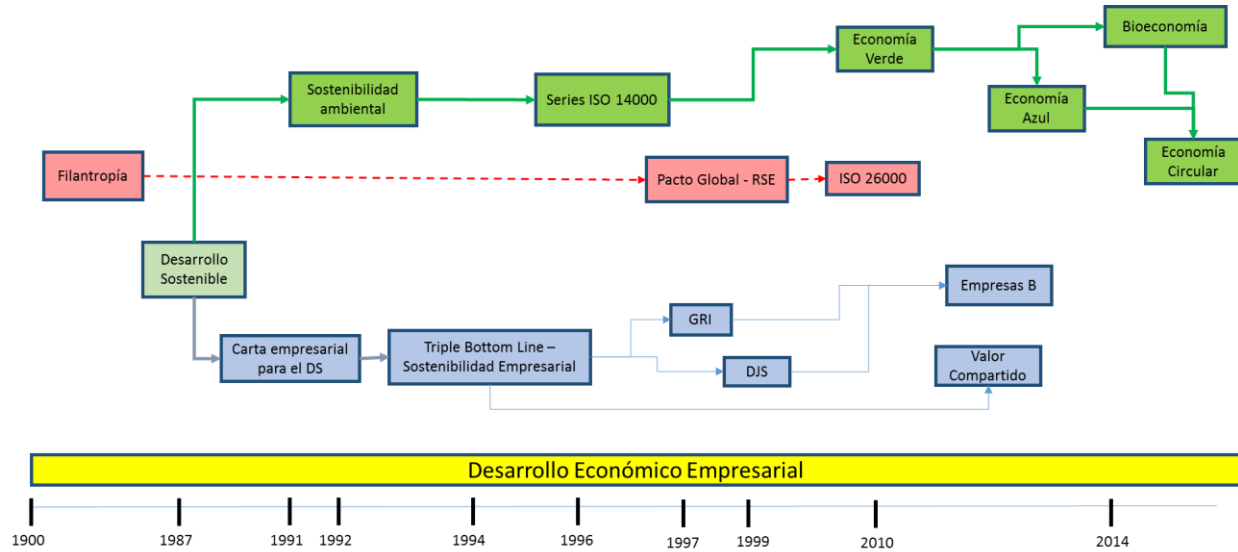 Economía
Verde
Bioeconomía
Sostenibilidad
ambiental
Series ISO 14000
Economía
Azul
Economía
Circular
Filantropía
Pacto Global - RSE
ISO 26000
Desarrollo
Sostenible
Empresas B
GRI
Carta empresarial
para el DS
Triple Bottom Line –
Sostenibilidad Empresarial
DJS
Valor
Compartido
Desarrollo Económico Empresarial
1900
1987
1991
1992
1994
1996
1997
1999
2010
2014